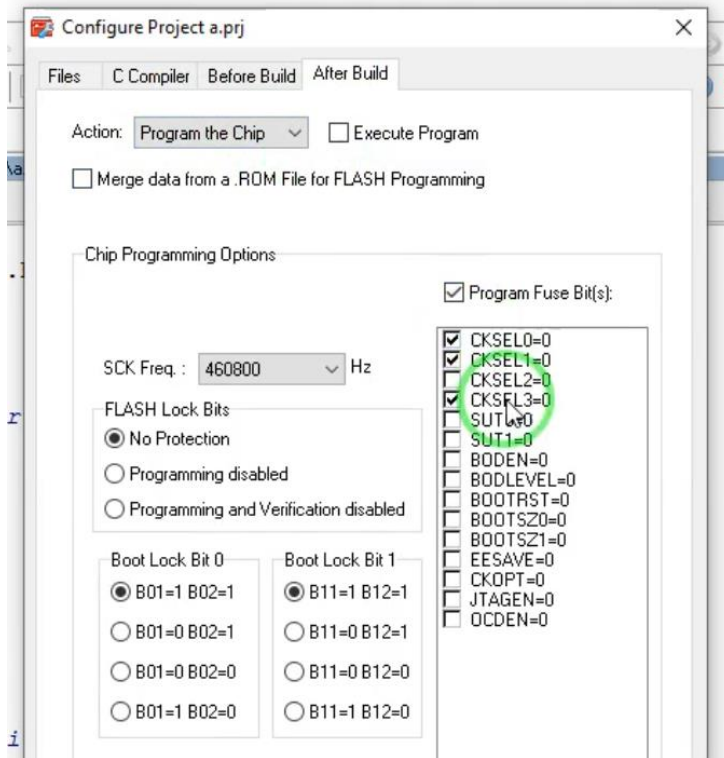 Configure Project a.prj
Files C Compiler Before Build After Build
Action: Program the Chip Execute Program
Merge data from a .ROM File for FLASH Programming
Chip Programming Options
Program Fuse Bit(s):
SCK Freq. : 460800 Hz
FLASH Lock Bits
No Protection
Programming disabled
Programming and Verification disabled
Boot Lock Bit 0
B01=1 B02=1
B01=0 B02=1
B01=0 B02=0
B01=1 B02=0
Boot Lock Bit 1
B11=1 B12=1
B11=0 B12=1
B11=0 B12=0
B11=1 B12=0
CKSEL0=0
CKSEL1=0
CKSEL2=0
CKSEL3=0
SUT0=0
SUT1=0
BODEN=0
BODLEVEL=0
BOOTRST=0
BOOTSZ0=0
BOOTSZ1=0
EESAVE=0
CKOPT=0
JTAGEN=0
OCDEN=0
\a
r
i